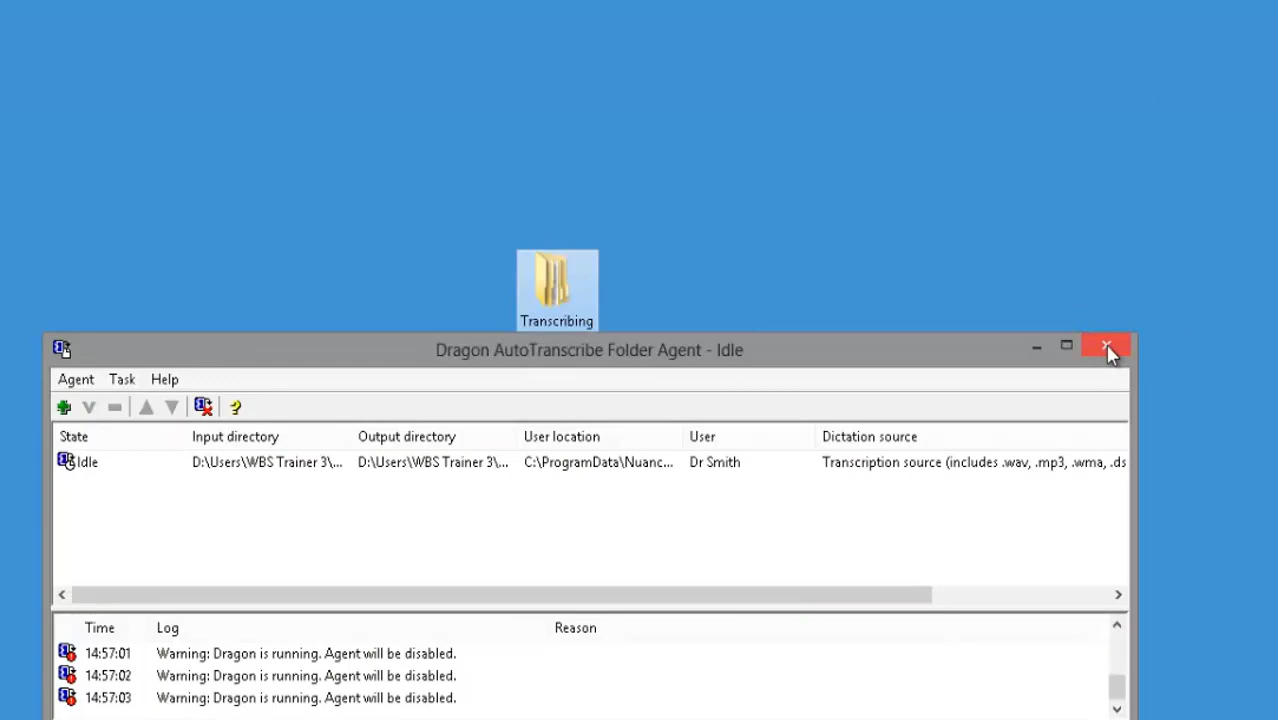 Transcribing
Dragon AutoTranscribe Folder Agent - Idle
Agent Task Help
State Input directory Output directory User location User Dictation source
Idle D:\Users\WBS Trainer 3\... D:\Users\WBS Trainer 3\... C:\ProgramData\Nuanc... Dr Smith Transcription source (includes .wav, .mp3, .wma, .ds
Time Log Reason
14:57:01 Warning: Dragon is running. Agent will be disabled.
14:57:02 Warning: Dragon is running. Agent will be disabled.
14:57:03 Warning: Dragon is running. Agent will be disabled.